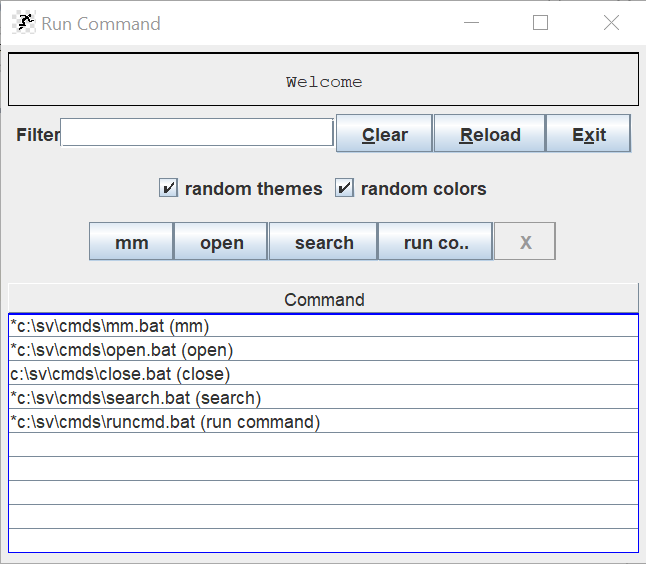 Run Command
Welcome
Filter Clear Reload Exit
random themes random colors
mm open search run co.. X
Command
*c:\sv\cmds\mm.bat (mm)
*c:\sv\cmds\open.bat (open)
c:\sv\cmds\close.bat (close)
*c:\sv\cmds\search.bat (search)
*c:\sv\cmds\runcmd.bat (run command)